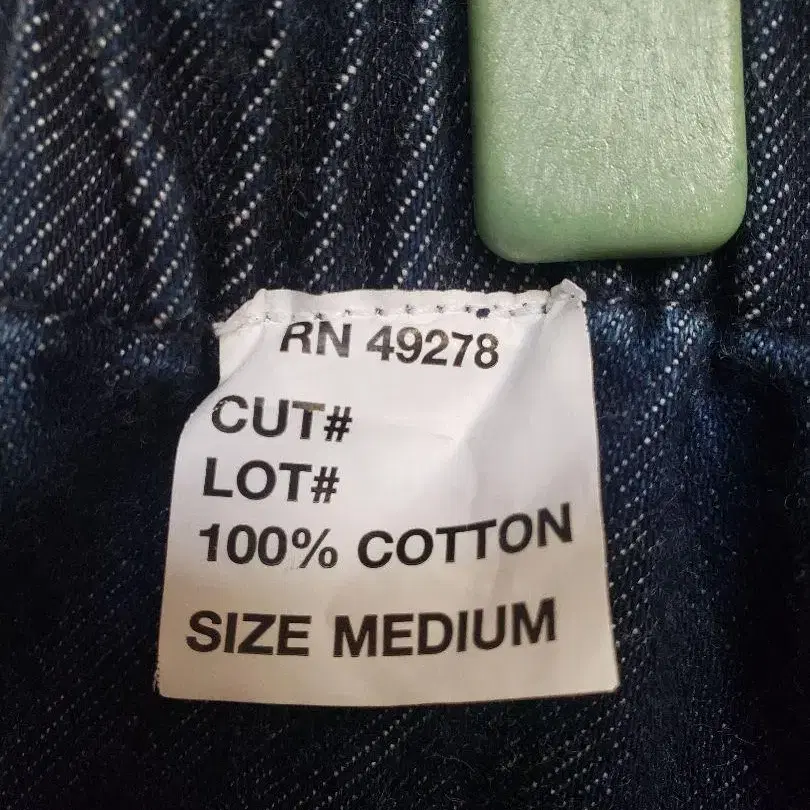 RN 49278
CUT#
LOT#
100% COTTON
SIZE MEDIUM